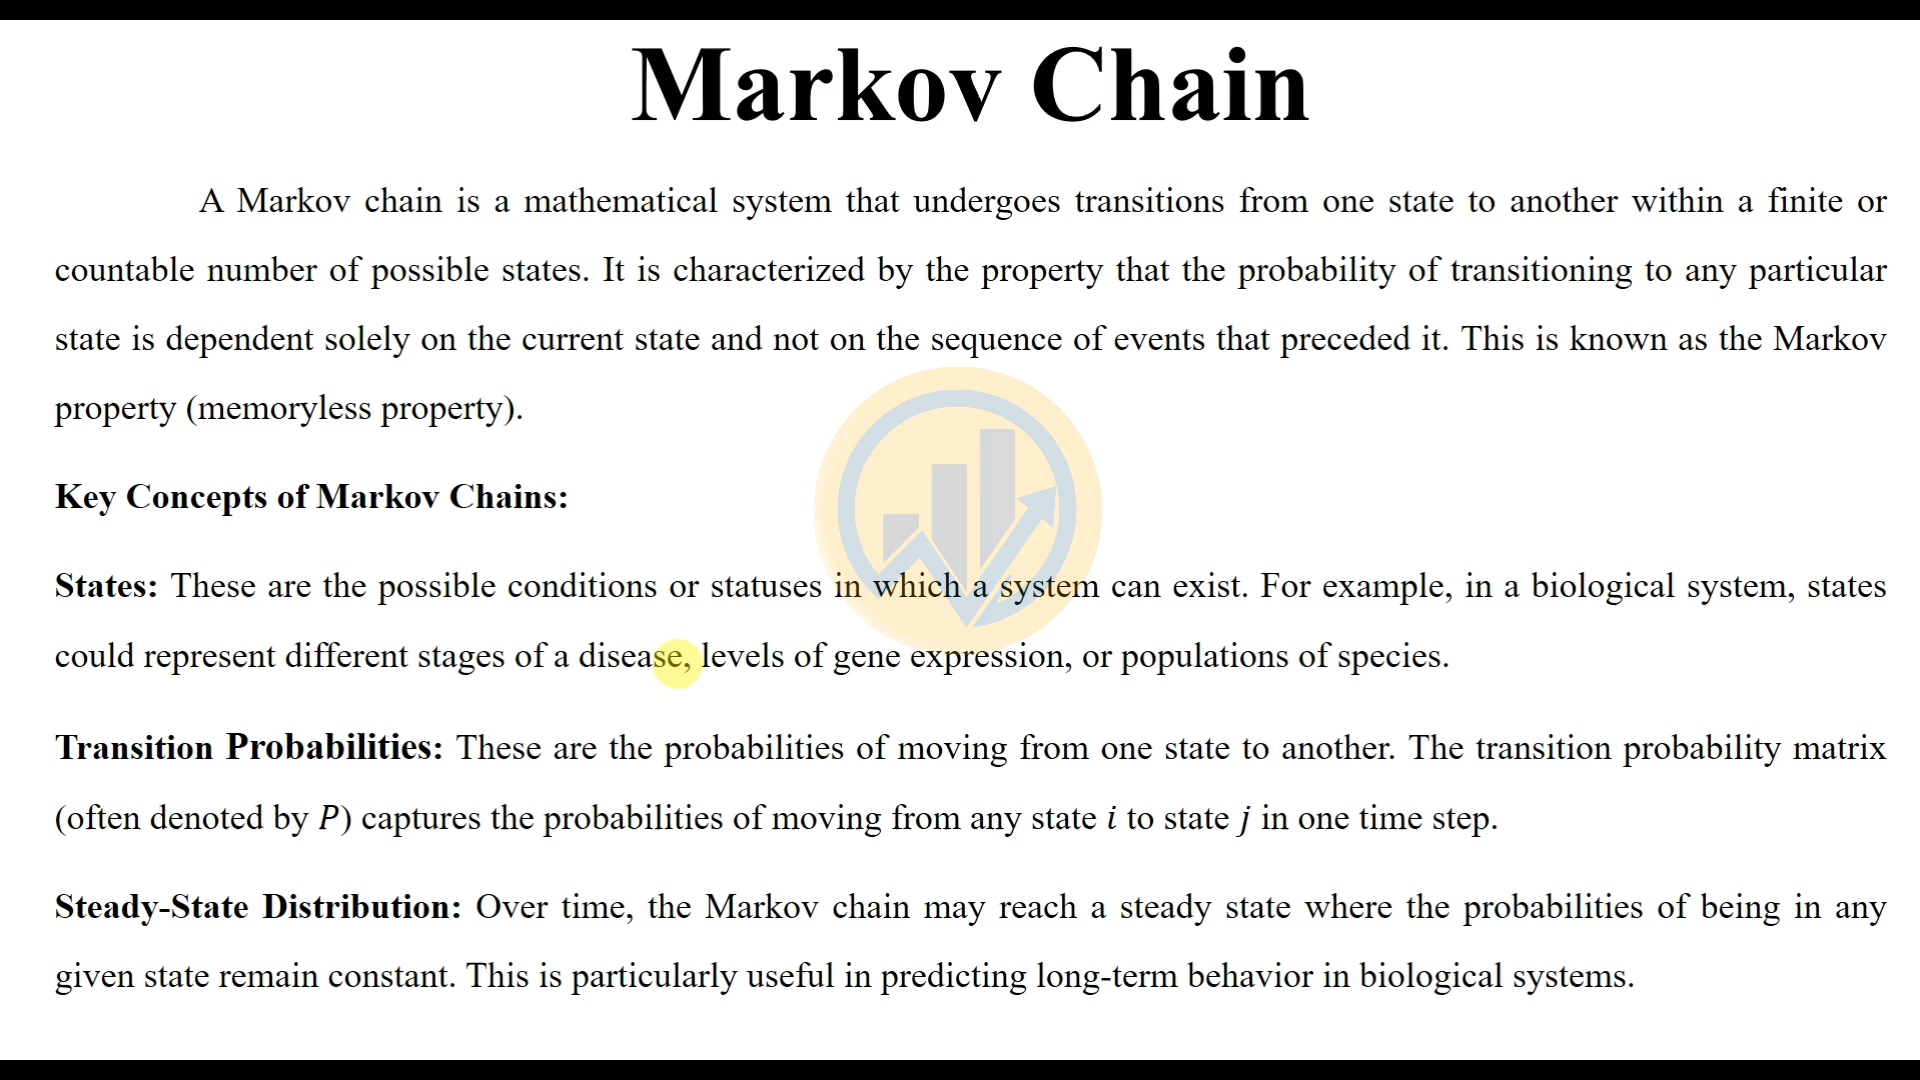 Markov Chain
A Markov chain is a mathematical system that undergoes transitions from one state to another within a finite or
countable number of possible states. It is characterized by the property that the probability of transitioning to any particular
state is dependent solely on the current state and not on the sequence of events that preceded it. This is known as the Markov
property (memoryless property).
Key Concepts of Markov Chains:
States: These are the possible conditions or statuses in which a system can exist. For example, in a biological system, states
could represent different stages of a disease, levels of gene expression, or populations of species.
Transition Probabilities: These are the probabilities of moving from one state to another. The transition probability matrix
(often denoted by P) captures the probabilities of moving from any state i to state j in one time step.
Steady-State Distribution: Over time, the Markov chain may reach a steady state where the probabilities of being in any
given state remain constant. This is particularly useful in predicting long-term behavior in biological systems.